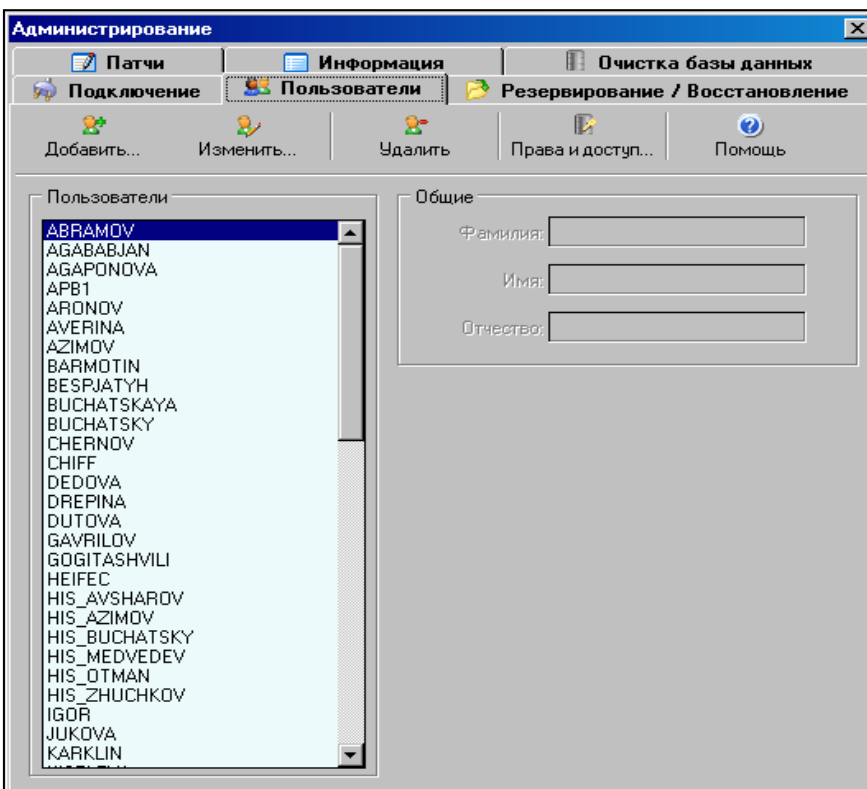 Администрирование
Патчи Информация Очистка базы данных
Подключение Пользователи Резервирование / Восстановление
Добавить... Изменить... Удалить Права и доступ... Помощь
Пользователи
ABRAMOV
AGABABJAN
AGAPONOVA
APB1
ARONOV
AVERINA
AZIMOV
BARMOTIN
BESPJATYH
BUCHATSKAYA
BUCHATSKY
CHERNOV
CHIFF
DEDOVA
DREPINA
DUTOVA
GAVRILOV
GOGITASHVILI
HEIFEC
HIS_AVSHAROV
HIS_AZIMOV
HIS_BUCHATSKY
HIS_MEDVEDEV
HIS_OTMAN
HIS_ZHUCHKOV
IGOR
JUKOVA
KARKLIN
Общие
Фамилия:
Имя:
Отчество: